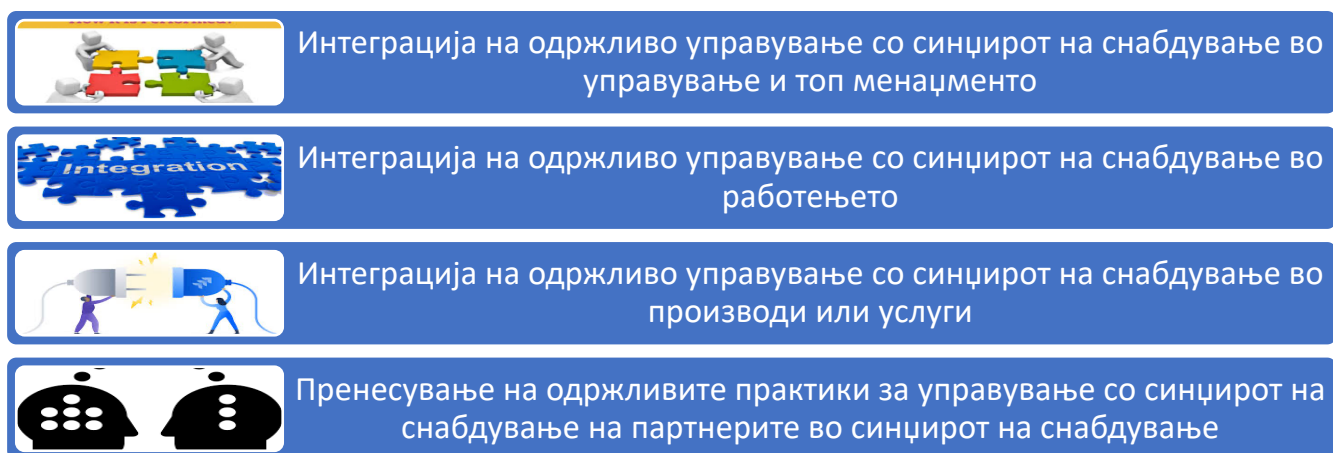 Интеграција на одржливо управување со синџирот на снабдување во
управување и топ менаџменто
Integration
Интеграција на одржливо управување со синџирот на снабдување во
работењето
Интеграција на одржливо управување со синџирот на снабдување во
производи или услуги
Пренесување на одржливите практики за управување со синџирот на
снабдување на партнерите во синџирот на снабдување